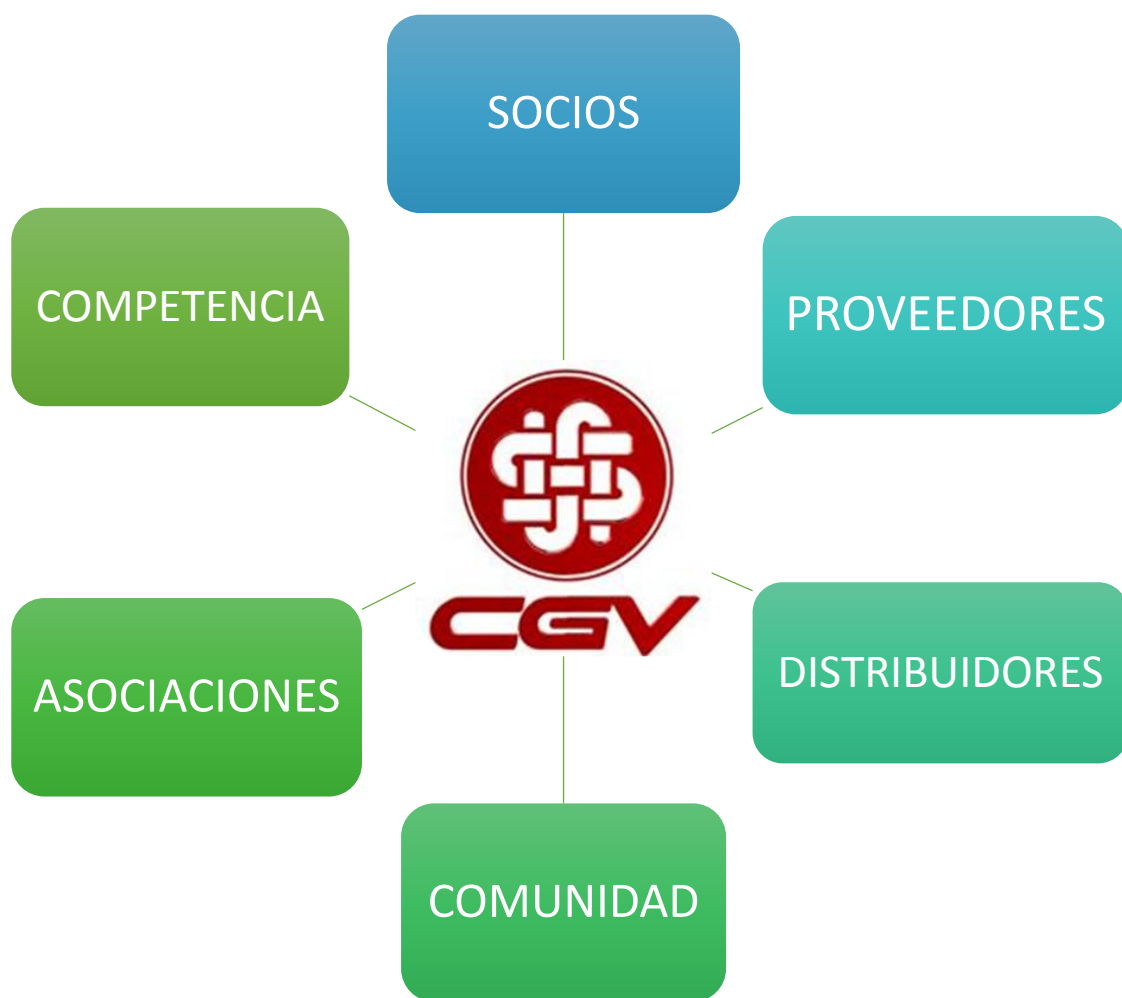 SOCIOS
COMPETENCIA
PROVEEDORES
CGV
ASOCIACIONES
DISTRIBUIDORES
COMUNIDAD